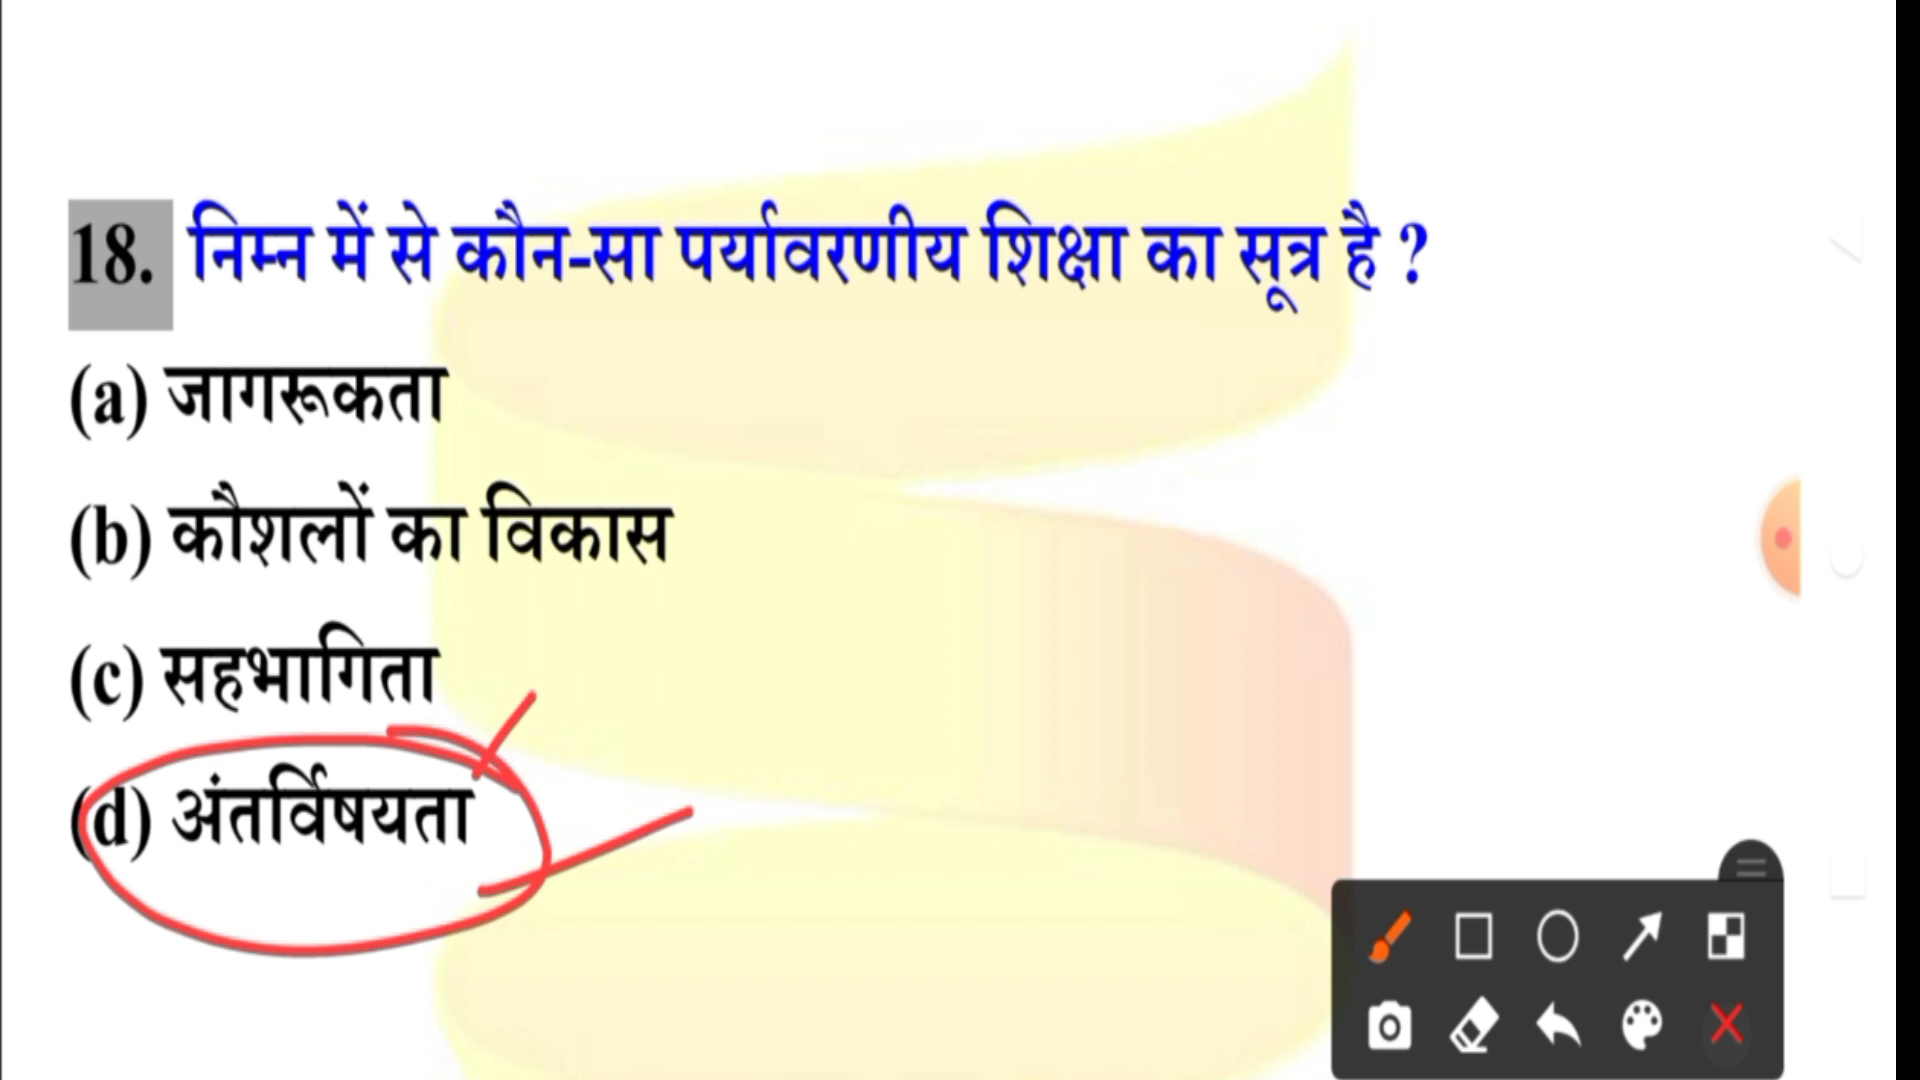 18. निम्न में से कौन-सा पर्यावरणीय शिक्षा का सूत्र है ?
(a) जागरूकता
(b) कौशलों का विकास
(c) सहभागिता
(d) अंतर्विषयता